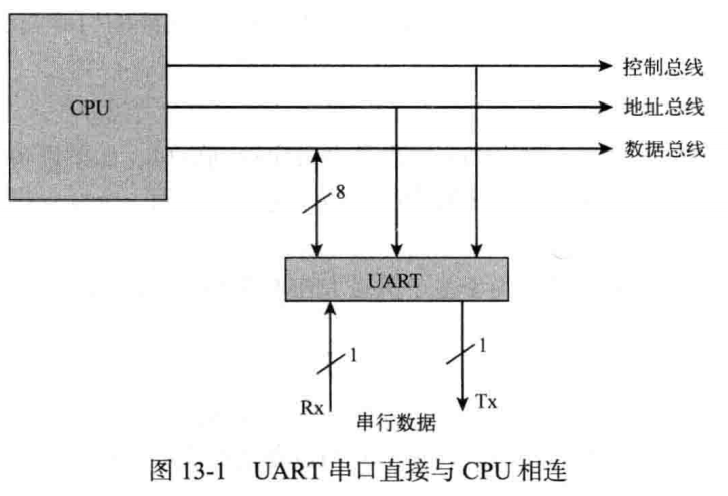 CPU
控制总线
地址总线
数据总线
8
UART
1
1
Rx
Tx
串行数据
图 13-1 UART 串口直接与 CPU 相连